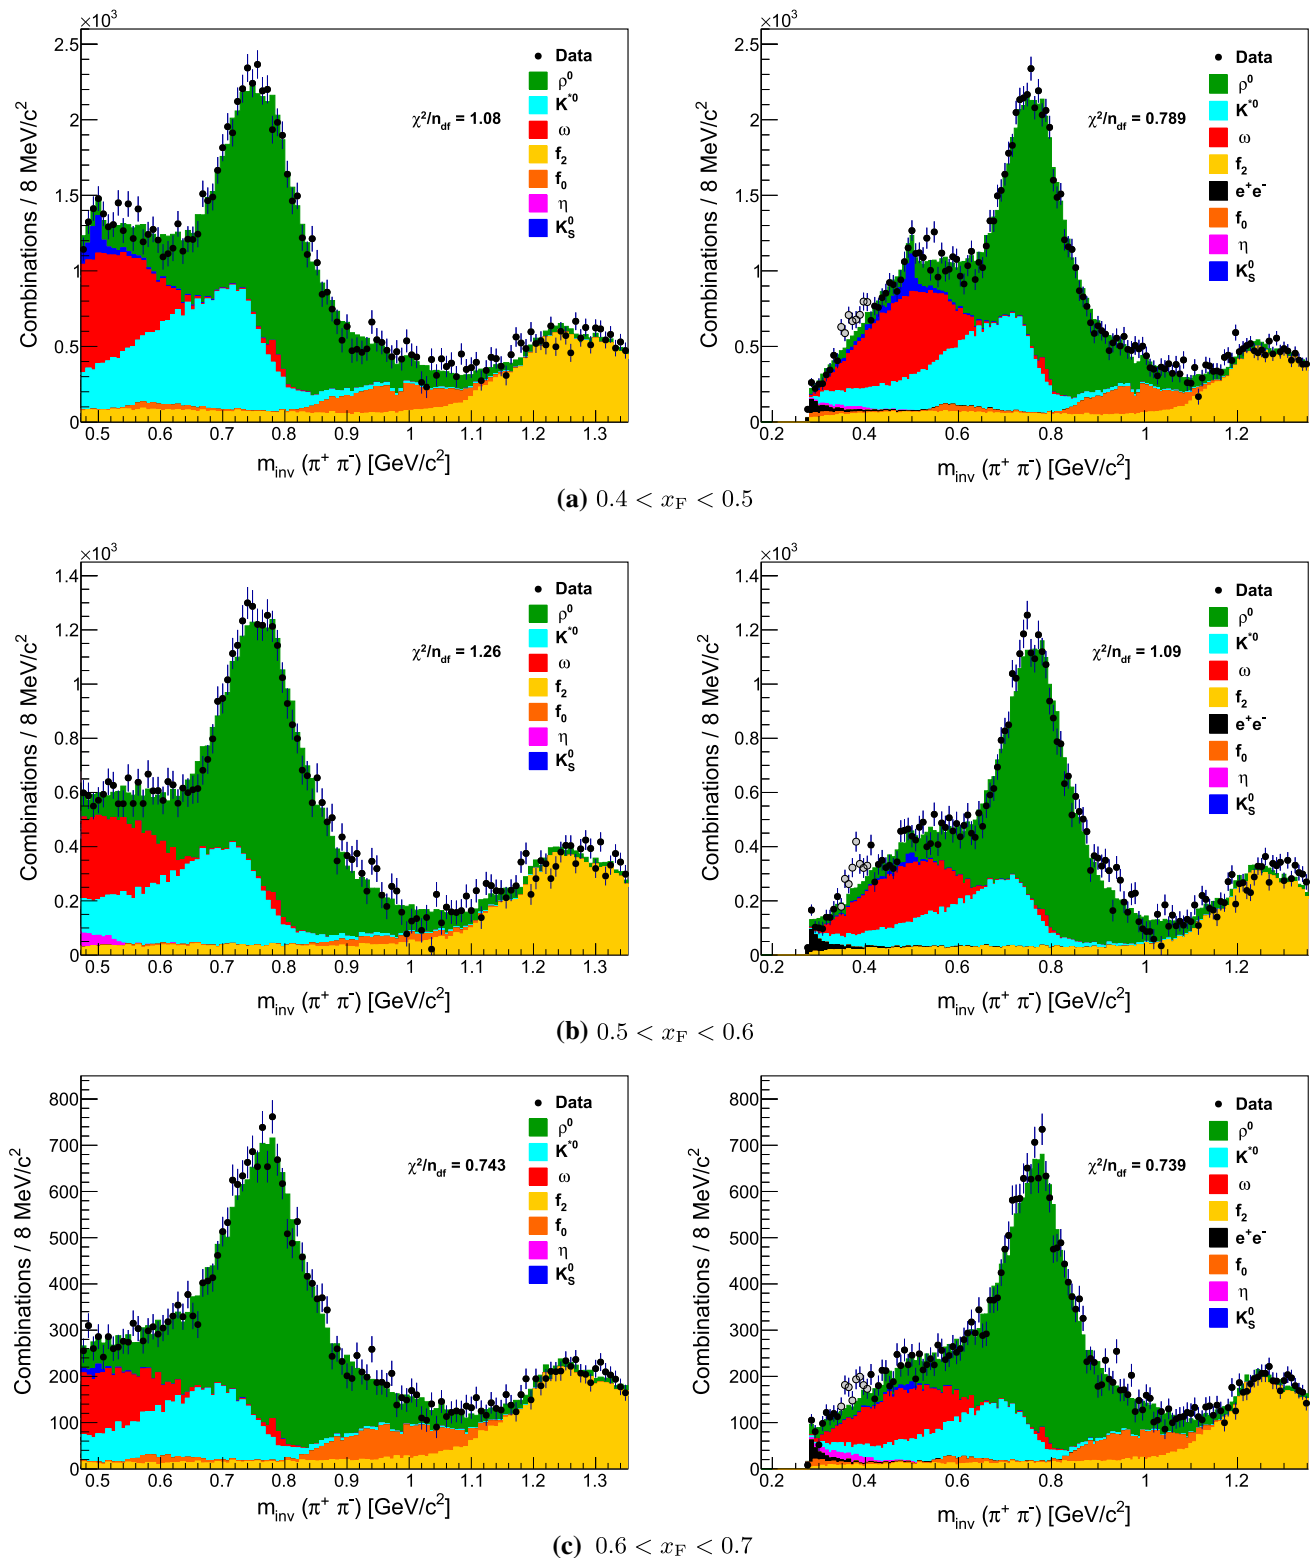 ×10³
Combinations / 8 MeV/c²
2.5
2
1.5
1
0.5
0
0.5 0.6 0.7 0.8 0.9 1 1.1 1.2 1.3
m_inv (π⁺ π⁻) [GeV/c²]
χ²/n_df = 1.08
Data
ρ⁰
K*⁰
ω
f₂
f₀
η
K⁰_S
×10³
Combinations / 8 MeV/c²
2.5
2
1.5
1
0.5
0
0.2 0.4 0.6 0.8 1 1.2
m_inv (π⁺ π⁻) [GeV/c²]
χ²/n_df = 0.789
Data
ρ⁰
K*⁰
ω
f₂
e⁺e⁻
f₀
η
K⁰_S
(a) 0.4 < x_F < 0.5
×10³
Combinations / 8 MeV/c²
1.4
1.2
1
0.8
0.6
0.4
0.2
0
0.5 0.6 0.7 0.8 0.9 1 1.1 1.2 1.3
m_inv (π⁺ π⁻) [GeV/c²]
χ²/n_df = 1.26
Data
ρ⁰
K*⁰
ω
f₂
f₀
η
K⁰_S
×10³
Combinations / 8 MeV/c²
1.4
1.2
1
0.8
0.6
0.4
0.2
0
0.2 0.4 0.6 0.8 1 1.2
m_inv (π⁺ π⁻) [GeV/c²]
χ²/n_df = 1.09
Data
ρ⁰
K*⁰
ω
f₂
e⁺e⁻
f₀
η
K⁰_S
(b) 0.5 < x_F < 0.6
Combinations / 8 MeV/c²
800
700
600
500
400
300
200
100
0
0.5 0.6 0.7 0.8 0.9 1 1.1 1.2 1.3
m_inv (π⁺ π⁻) [GeV/c²]
χ²/n_df = 0.743
Data
ρ⁰
K*⁰
ω
f₂
f₀
η
K⁰_S
Combinations / 8 MeV/c²
800
700
600
500
400
300
200
100
0
0.2 0.4 0.6 0.8 1 1.2
m_inv (π⁺ π⁻) [GeV/c²]
χ²/n_df = 0.739
Data
ρ⁰
K*⁰
ω
f₂
e⁺e⁻
f₀
η
K⁰_S
(c) 0.6 < x_F < 0.7